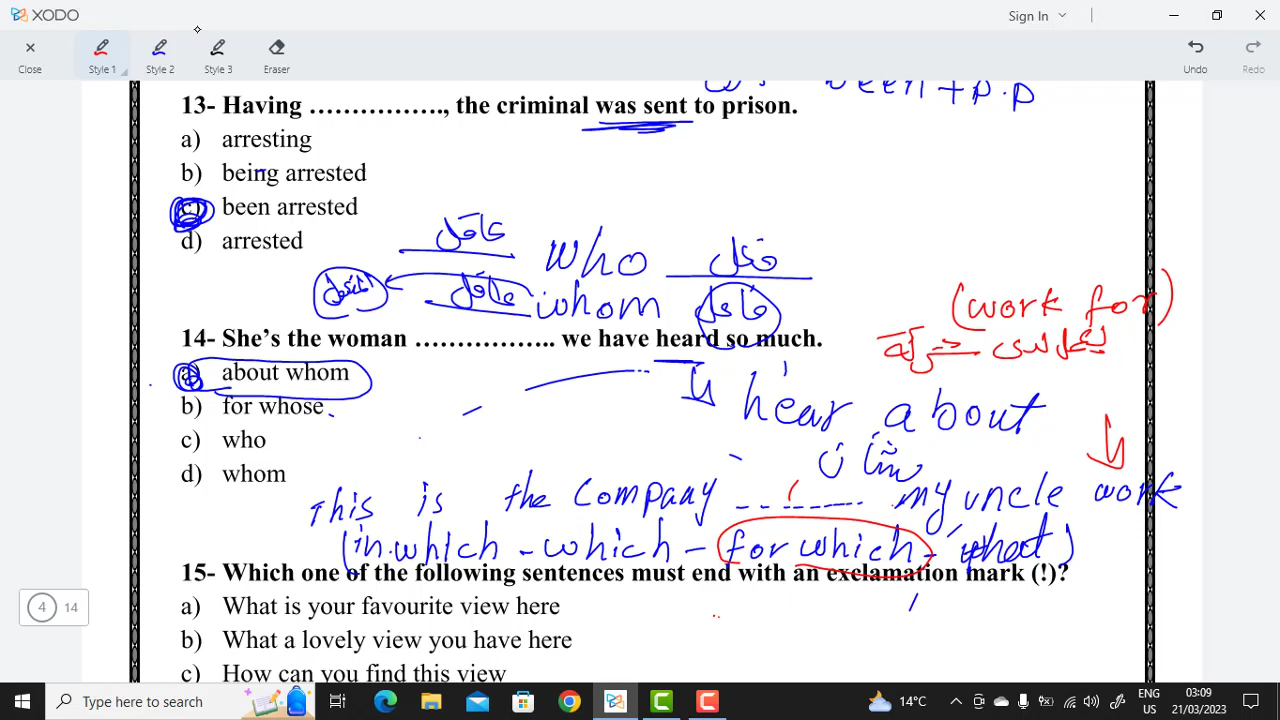 XODO
Sign In
Close
Style 1
Style 2
Style 3
Eraser
Undo
Redo
been + p.p
13- Having ……………., the criminal was sent to prison.
a) arresting
b) being arrested
c) been arrested
d) arrested
عاقل who فعل
عاقل whom فاعل
(work for)
14- She's the woman …………….. we have heard so much.
a) about whom
b) for whose
c) who
d) whom
hear about
This is the company ........ my uncle work
(in which - which - for which - what)
15- Which one of the following sentences must end with an exclamation mark (!)?
a) What is your favourite view here
b) What a lovely view you have here
c) How can you find this view
4 14
Type here to search
14°C
ENG
US
03:09
21/03/2023